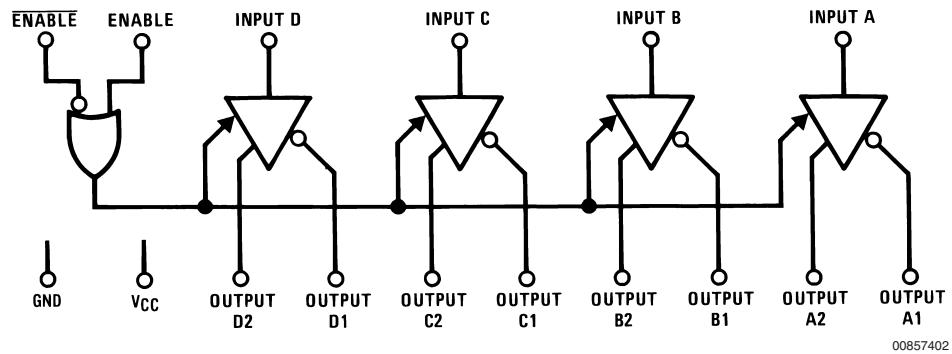 ENABLE ENABLE INPUT D INPUT C INPUT B INPUT A
GND VCC OUTPUT D2 OUTPUT D1 OUTPUT C2 OUTPUT C1 OUTPUT B2 OUTPUT B1 OUTPUT A2 OUTPUT A1
00857402